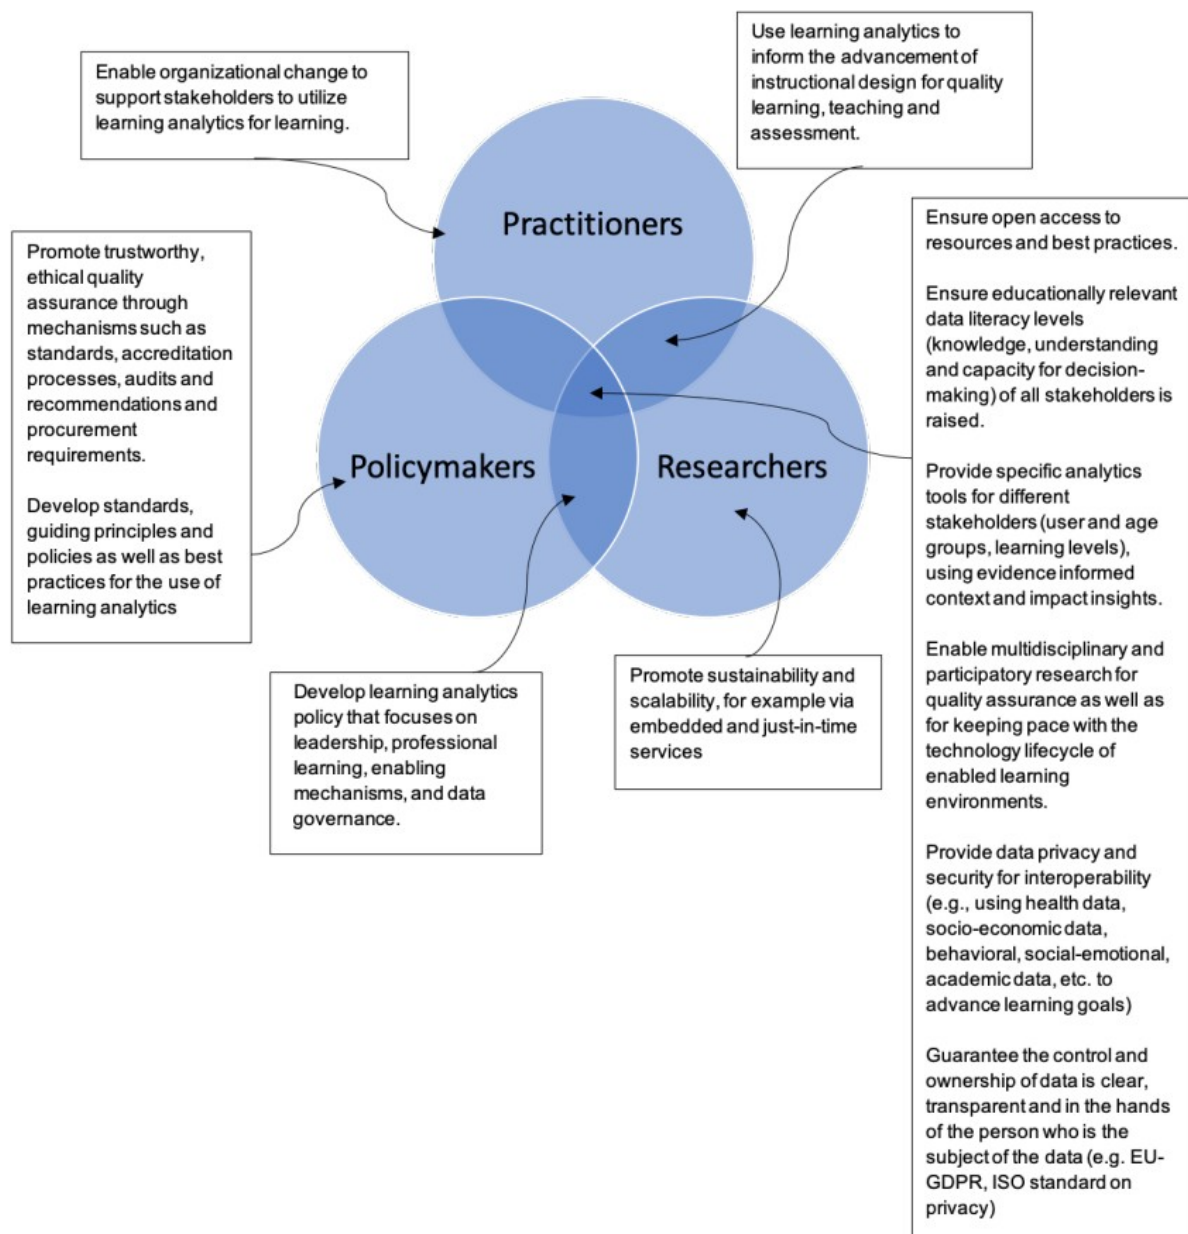 Enable organizational change to
support stakeholders to utilize
learning analytics for learning.
Use learning analytics to
inform the advancement of
instructional design for quality
learning, teaching and
assessment.
Practitioners
Promote trustworthy,
ethical quality
assurance through
mechanisms such as
standards, accreditation
processes, audits and
recommendations and
procurement
requirements.
Develop standards,
guiding principles and
policies as well as best
practices for the use of
learning analytics
Policymakers
Researchers
Ensure open access to
resources and best practices.
Ensure educationally relevant
data literacy levels
(knowledge, understanding
and capacity for decision-
making) of all stakeholders is
raised.
Provide specific analytics
tools for different
stakeholders (user and age
groups, learning levels),
using evidence informed
context and impact insights.
Enable multidisciplinary and
participatory research for
quality assurance as well as
for keeping pace with the
technology lifecycle of
enabled learning
environments.
Provide data privacy and
security for interoperability
(e.g., using health data,
socio-economic data,
behavioral, social-emotional,
academic data, etc. to
advance learning goals)
Guarantee the control and
ownership of data is clear,
transparent and in the hands
of the person who is the
subject of the data (e.g. EU-
GDPR, ISO standard on
privacy)
Develop learning analytics
policy that focuses on
leadership, professional
learning, enabling
mechanisms, and data
governance.
Promote sustainability and
scalability, for example via
embedded and just-in-time
services